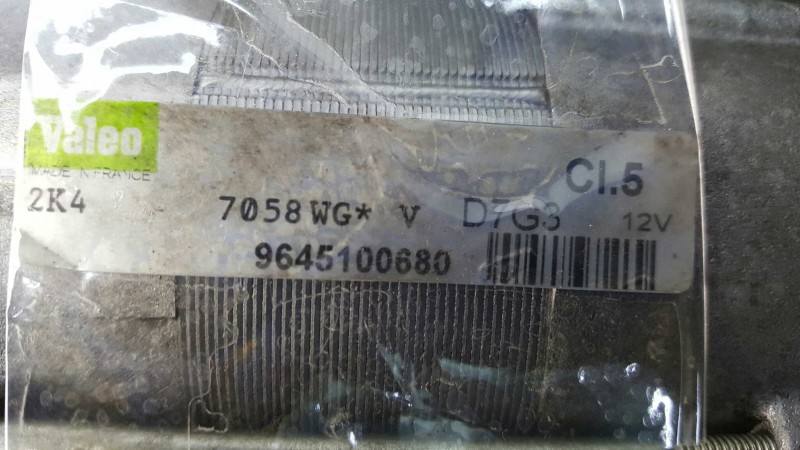 Valeo
MADE IN FRANCE
Cl.5
2K4 7058WG* V D7G3 12V
9645100680